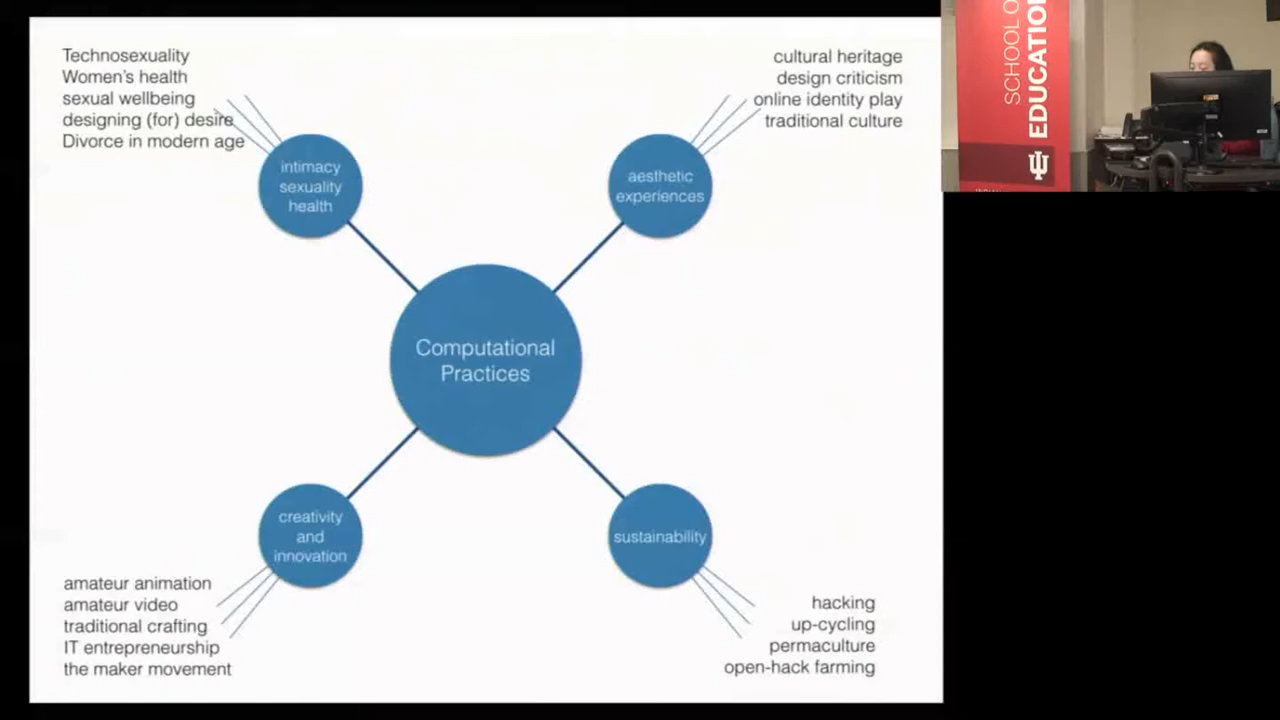 Technosexuality
Women's health
sexual wellbeing
designing (for) desire
Divorce in modern age
cultural heritage
design criticism
online identity play
traditional culture
intimacy
sexuality
health
aesthetic
experiences
Computational
Practices
creativity
and
innovation
sustainability
amateur animation
amateur video
traditional crafting
IT entrepreneurship
the maker movement
hacking
up-cycling
permaculture
open-hack farming
SCHOOL O
EDUCATIO